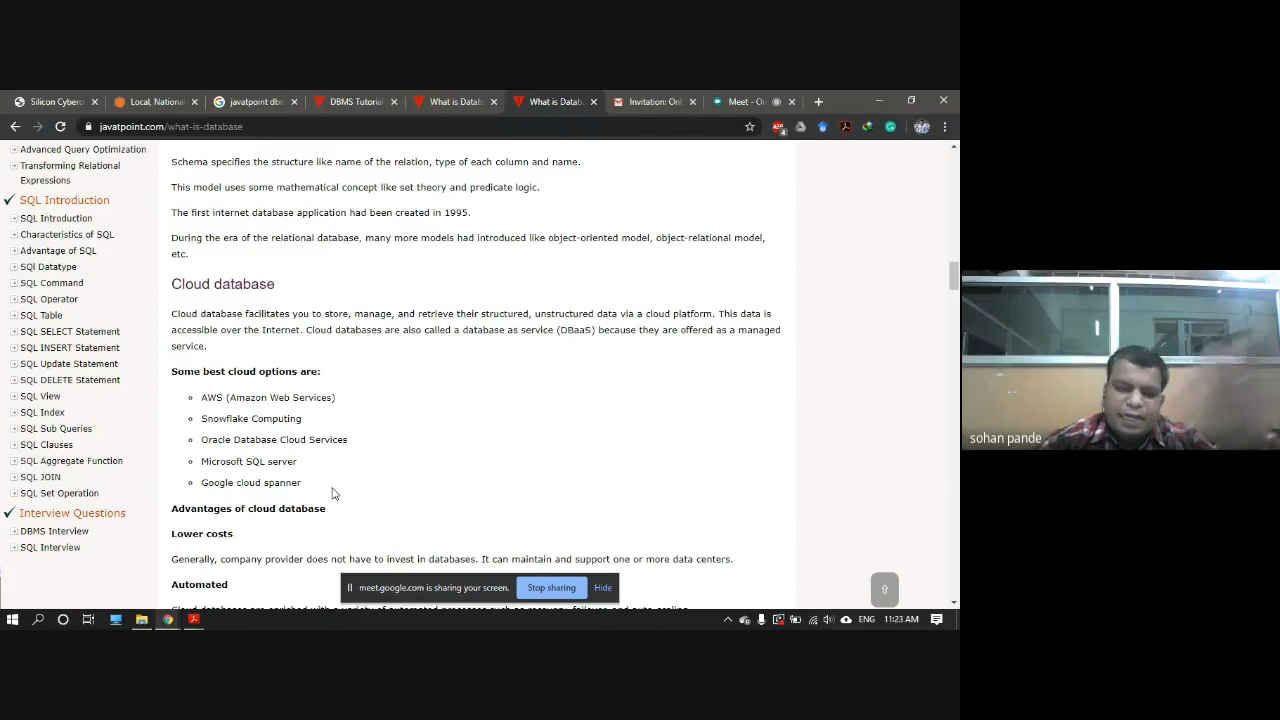 Silicon Cyberc
Local, National
javatpoint dbm
DBMS Tutorial
What is Datab
What is Datab
Invitation: Onl
Meet - On
javatpoint.com/what-is-database
Advanced Query Optimization
Transforming Relational
Expressions
SQL Introduction
SQL Introduction
Characteristics of SQL
Advantage of SQL
SQl Datatype
SQL Command
SQL Operator
SQL Table
SQL SELECT Statement
SQL INSERT Statement
SQL Update Statement
SQL DELETE Statement
SQL View
SQL Index
SQL Sub Queries
SQL Clauses
SQL Aggregate Function
SQL JOIN
SQL Set Operation
Interview Questions
DBMS Interview
SQL Interview
Schema specifies the structure like name of the relation, type of each column and name.
This model uses some mathematical concept like set theory and predicate logic.
The first internet database application had been created in 1995.
During the era of the relational database, many more models had introduced like object-oriented model, object-relational model,
etc.
Cloud database
Cloud database facilitates you to store, manage, and retrieve their structured, unstructured data via a cloud platform. This data is
accessible over the Internet. Cloud databases are also called a database as service (DBaaS) because they are offered as a managed
service.
Some best cloud options are:
AWS (Amazon Web Services)
Snowflake Computing
Oracle Database Cloud Services
Microsoft SQL server
Google cloud spanner
Advantages of cloud database
Lower costs
Generally, company provider does not have to invest in databases. It can maintain and support one or more data centers.
Automated
meet.google.com is sharing your screen.
Stop sharing
Hide
ENG
11:23 AM
sohan pande